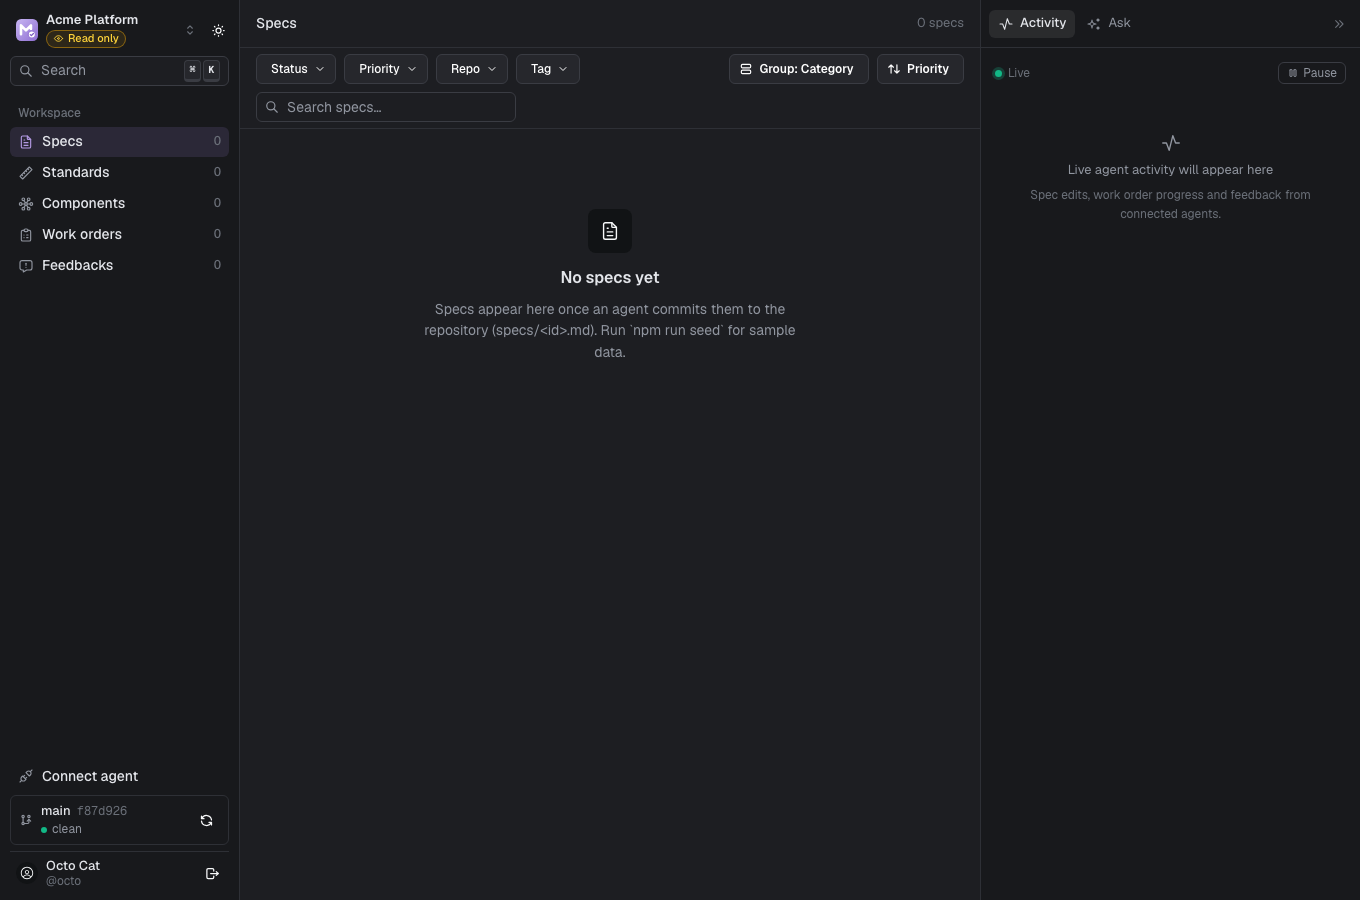 Acme Platform
Read only
Search
⌘ K
Workspace
Specs 0
Standards 0
Components 0
Work orders 0
Feedbacks 0
Connect agent
main f87d926
clean
Octo Cat
@octo
Specs
0 specs
Status
Priority
Repo
Tag
Group: Category
Priority
Search specs...
No specs yet
Specs appear here once an agent commits them to the
repository (specs/<id>.md). Run `npm run seed` for sample
data.
Activity
Ask
Live
Pause
Live agent activity will appear here
Spec edits, work order progress and feedback from
connected agents.